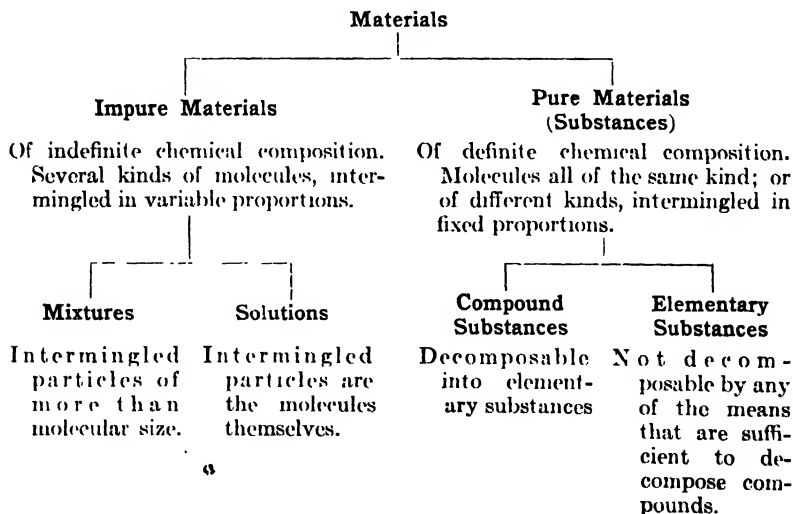 Materials
Impure Materials
Of indefinite chemical composition.
Several kinds of molecules, inter-
mingled in variable proportions.
Pure Materials
(Substances)
Of definite chemical composition.
Molecules all of the same kind; or
of different kinds, intermingled in
fixed proportions.
Mixtures
Intermingled
particles of
more than
molecular size.
Solutions
Intermingled
particles are
the molecules
themselves.
Compound
Substances
Decomposable
into element-
ary substances
Elementary
Substances
Not decom-
posable by any
of the means
that are suffi-
cient to de-
compose com-
pounds.